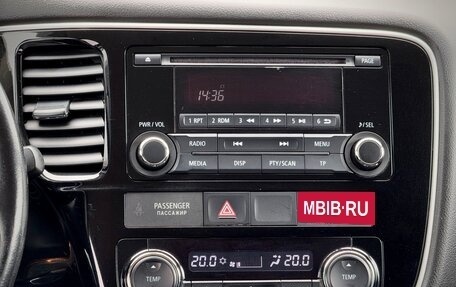 PAGE
14:36
1 RPT 2 RDM 3 ◀◀ 4 ▶▶ 5 ▶/II 6 ↩
PWR / VOL ♪/SEL
RADIO |◀◀ ▶▶| MENU
MEDIA DISP PTY/SCAN TP
PASSENGER
ПАССАЖИР
MBIB·RU
20.0 20.0
TEMP TEMP